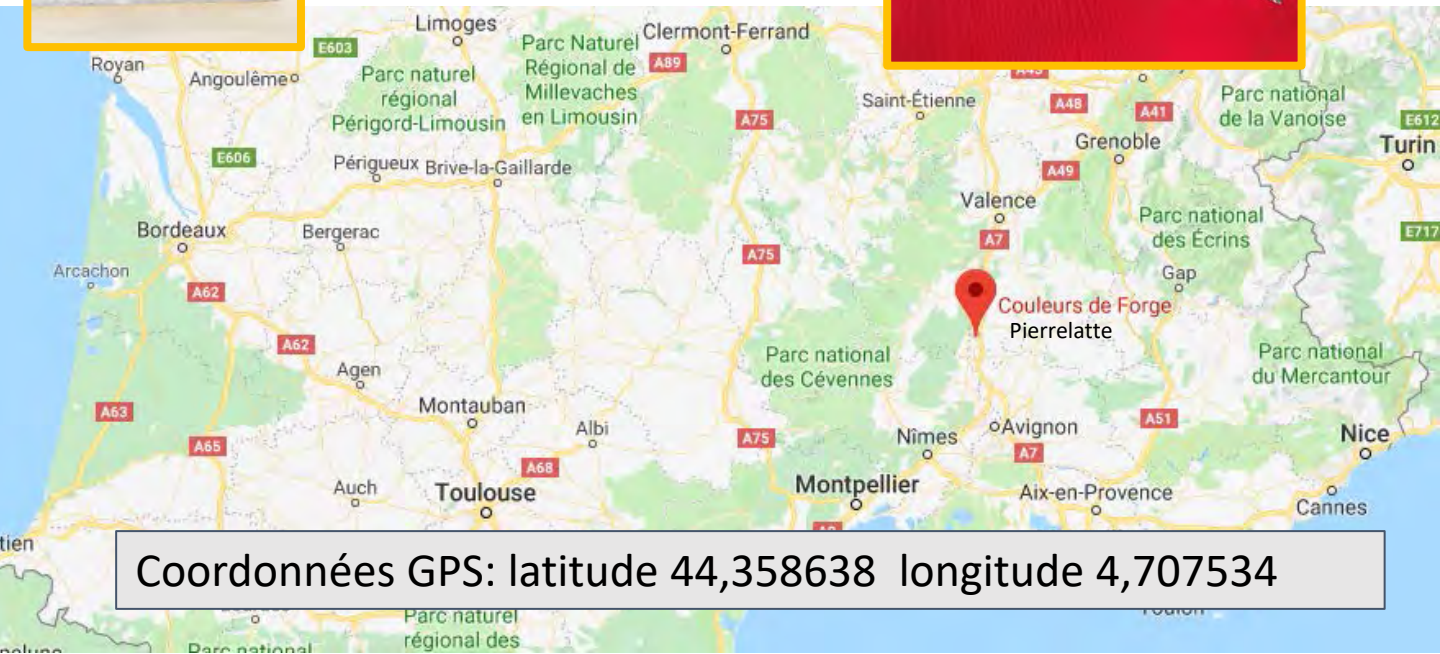 Limoges
Clermont-Ferrand
E603
Parc Naturel
Régional de
Millevaches
en Limousin
A89
Royan
Angoulême
Parc naturel
régional
Périgord-Limousin
A75
Saint-Étienne
A48
A41
Parc national
de la Vanoise
E612
Turin
Grenoble
E606
Périgueux
Brive-la-Gaillarde
A49
Valence
Parc national
des Écrins
E717
Bordeaux
Bergerac
A75
A7
Arcachon
A62
Gap
Couleurs de Forge
Pierrelatte
A62
Agen
Parc national
des Cévennes
Parc national
du Mercantour
A63
Montauban
Albi
A75
A51
Nîmes
Avignon
A7
Nice
A65
A68
Auch
Toulouse
Montpellier
Aix-en-Provence
Cannes
tien
Coordonnées GPS: latitude 44,358638 longitude 4,707534
Parc naturel
régional des
Parc national